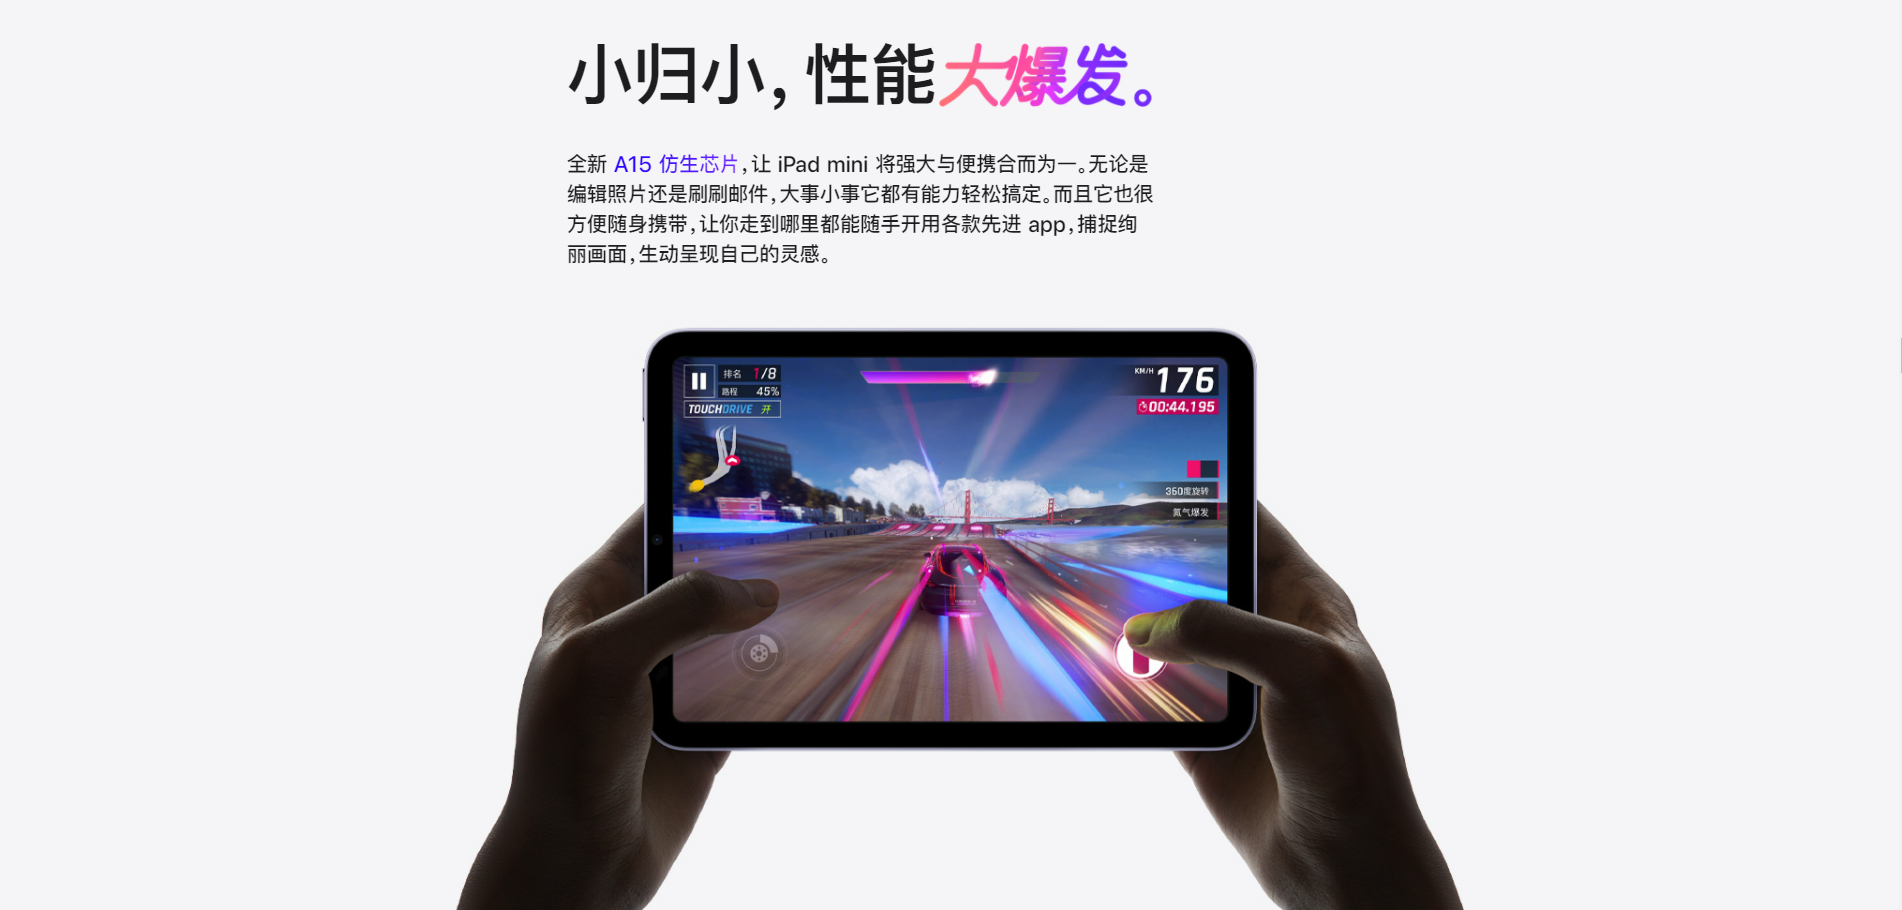 小归小，性能大爆发。
全新 A15 仿生芯片，让 iPad mini 将强大与便携合而为一。无论是
编辑照片还是刷刷邮件，大事小事它都有能力轻松搞定。而且它也很
方便随身携带，让你走到哪里都能随手开用各款先进 app，捕捉绚
丽画面，生动呈现自己的灵感。
排名 1/8
路程 45%
TOUCHDRIVE 开
KM/H 176
00:44.195
360度旋转
氮气爆发